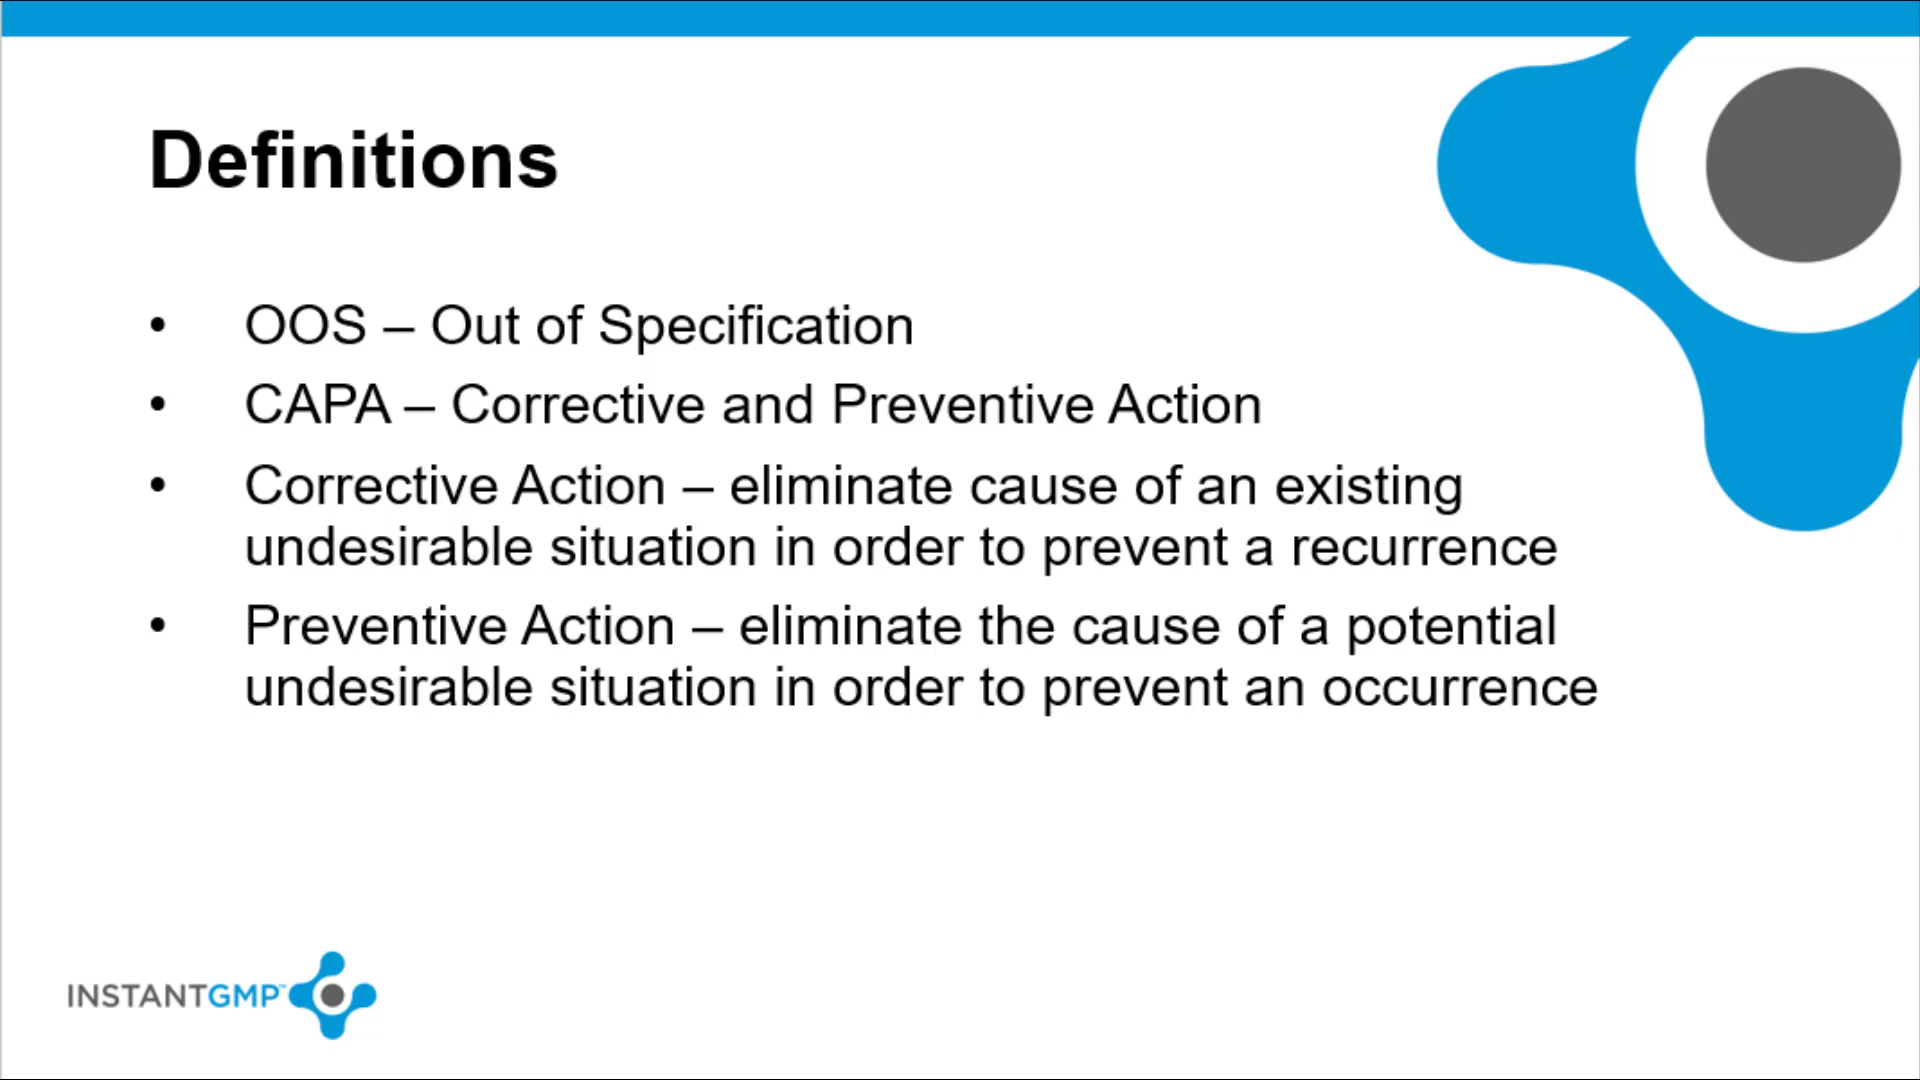 Definitions
• OOS – Out of Specification
• CAPA – Corrective and Preventive Action
• Corrective Action – eliminate cause of an existing
undesirable situation in order to prevent a recurrence
• Preventive Action – eliminate the cause of a potential
undesirable situation in order to prevent an occurrence
INSTANTGMP™